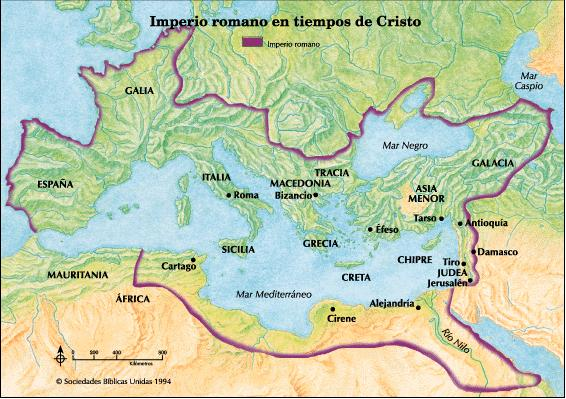 Imperio romano en tiempos de Cristo
Imperio romano
Mar
Caspio
GALIA
Mar Negro
GALACIA
TRACIA
ITALIA
MACEDONIA
ESPAÑA
Roma
Bizancio
ASIA
MENOR
Tarso
Antioquía
Éfeso
SICILIA
GRECIA
CHIPRE
Damasco
Tiro
Cartago
JUDEA
MAURITANIA
CRETA
Jerusalén
ÁFRICA
Mar Mediterráneo
Alejandría
Cirene
Río Nilo
0 200 400 800
Kilómetros
© Sociedades Bíblicas Unidas 1994